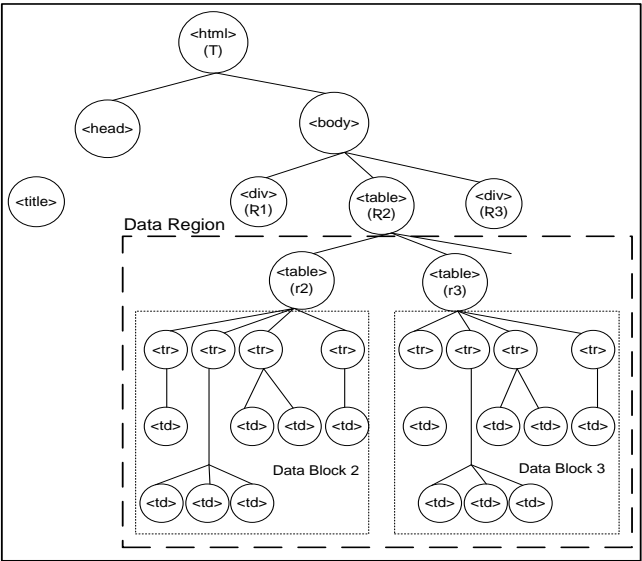 <html>
(T)
<head>
<body>
<title>
<div>
(R1)
<table>
(R2)
<div>
(R3)
Data Region
<table>
(r2)
<table>
(r3)
<tr> <tr> <tr> <tr> <tr> <tr> <tr> <tr>
<td> <td> <td> <td> <td> <td> <td> <td>
Data Block 2 Data Block 3
<td> <td> <td> <td> <td> <td>